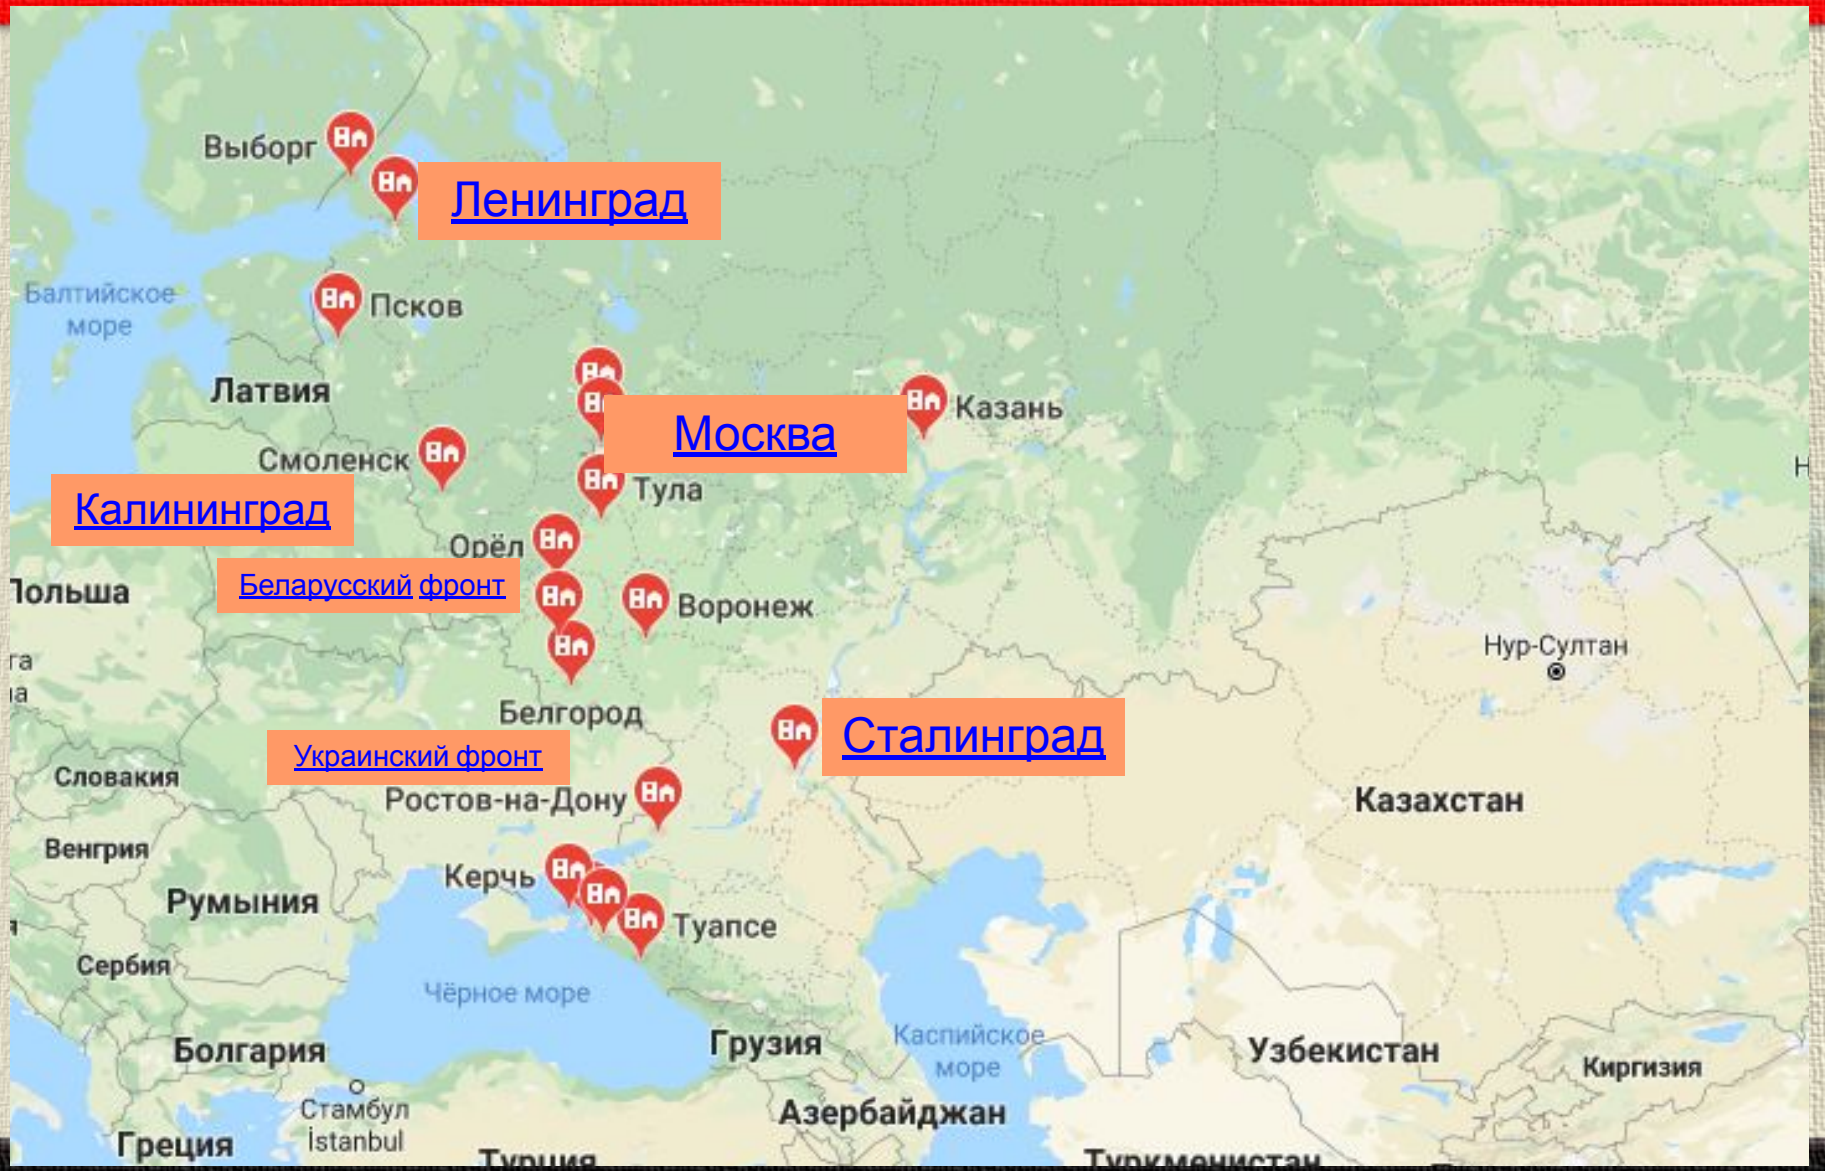 Выборг
Ленинград
Балтийское
море
Псков
Латвия
Казань
Москва
Смоленск
Тула
Калининград
Орёл
Беларусский фронт
Польша
Воронеж
Нур-Султан
Белгород
Сталинград
Украинский фронт
Словакия
Ростов-на-Дону
Казахстан
Венгрия
Керчь
Румыния
Туапсе
Сербия
Чёрное море
Каспийское
море
Грузия
Болгария
Узбекистан
Киргизия
Стамбул
İstanbul
Азербайджан
Греция
Турция
Туркменистан